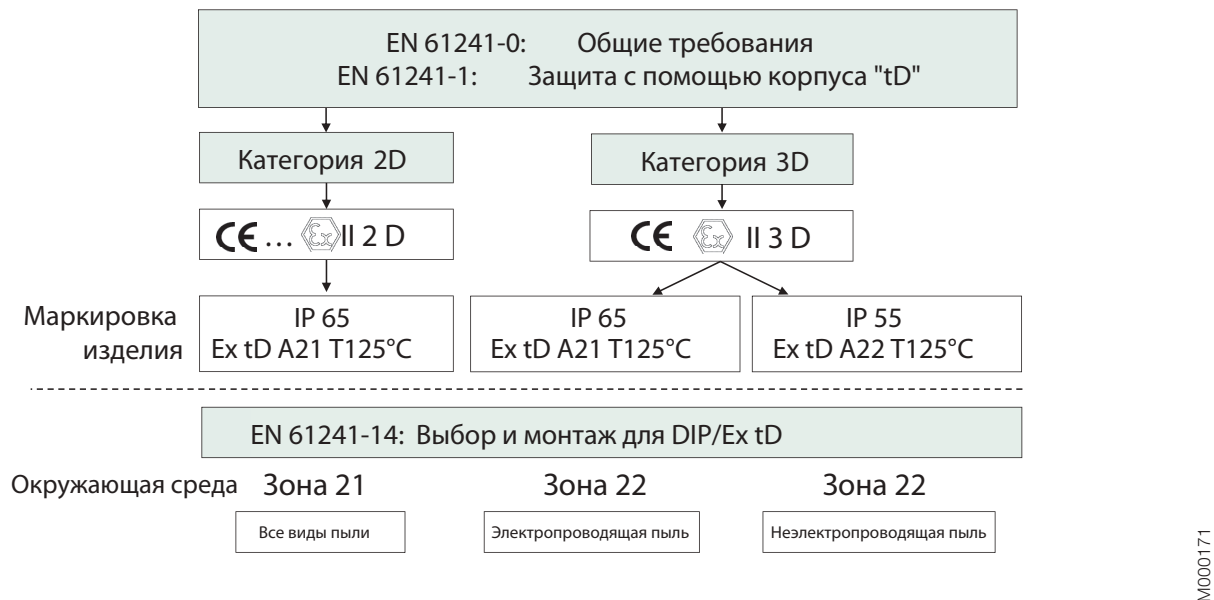 EN 61241-0: Общие требования
EN 61241-1: Защита с помощью корпуса "tD"
Категория 2D
Категория 3D
CE … Ex II 2 D
CE Ex II 3 D
Маркировка
изделия
IP 65
Ex tD A21 T125°C
IP 65
Ex tD A21 T125°C
IP 55
Ex tD A22 T125°C
EN 61241-14: Выбор и монтаж для DIP/Ex tD
Окружающая среда
Зона 21
Зона 22
Зона 22
Все виды пыли
Электропроводящая пыль
Неэлектропроводящая пыль
M000171